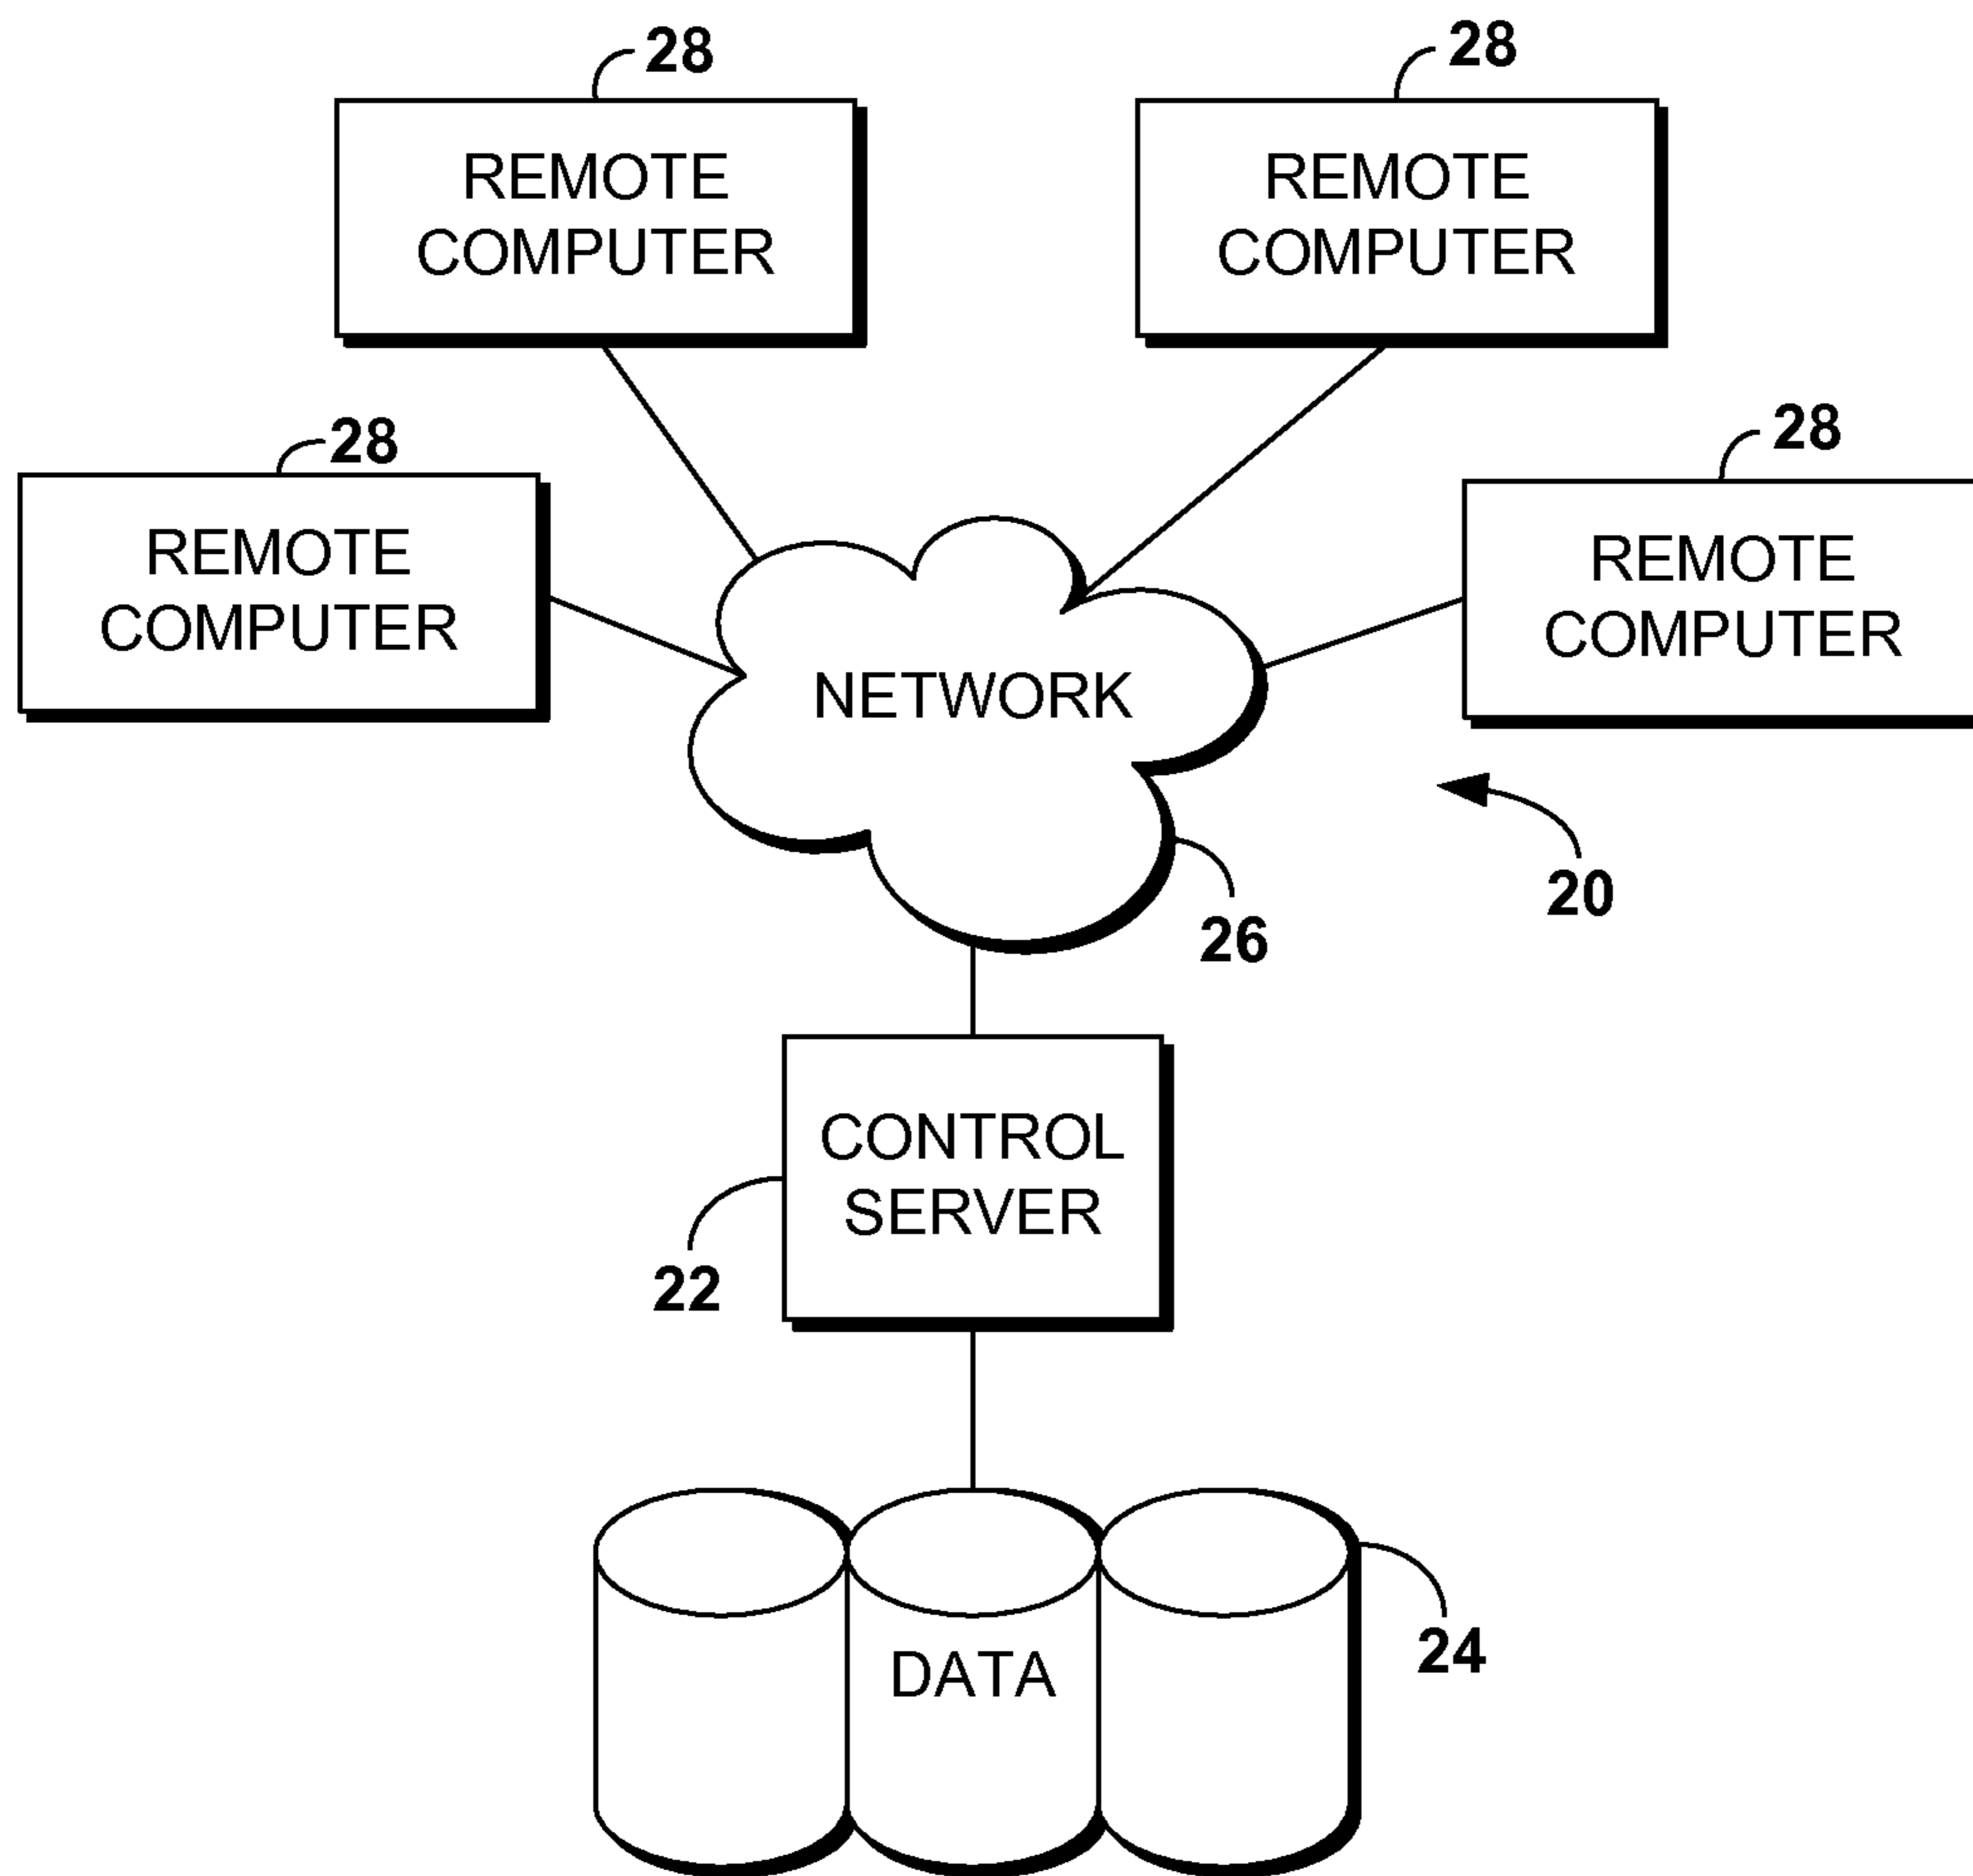 28
28
REMOTE
COMPUTER
REMOTE
COMPUTER
28
28
REMOTE
COMPUTER
REMOTE
COMPUTER
NETWORK
20
26
CONTROL
SERVER
22
24
DATA